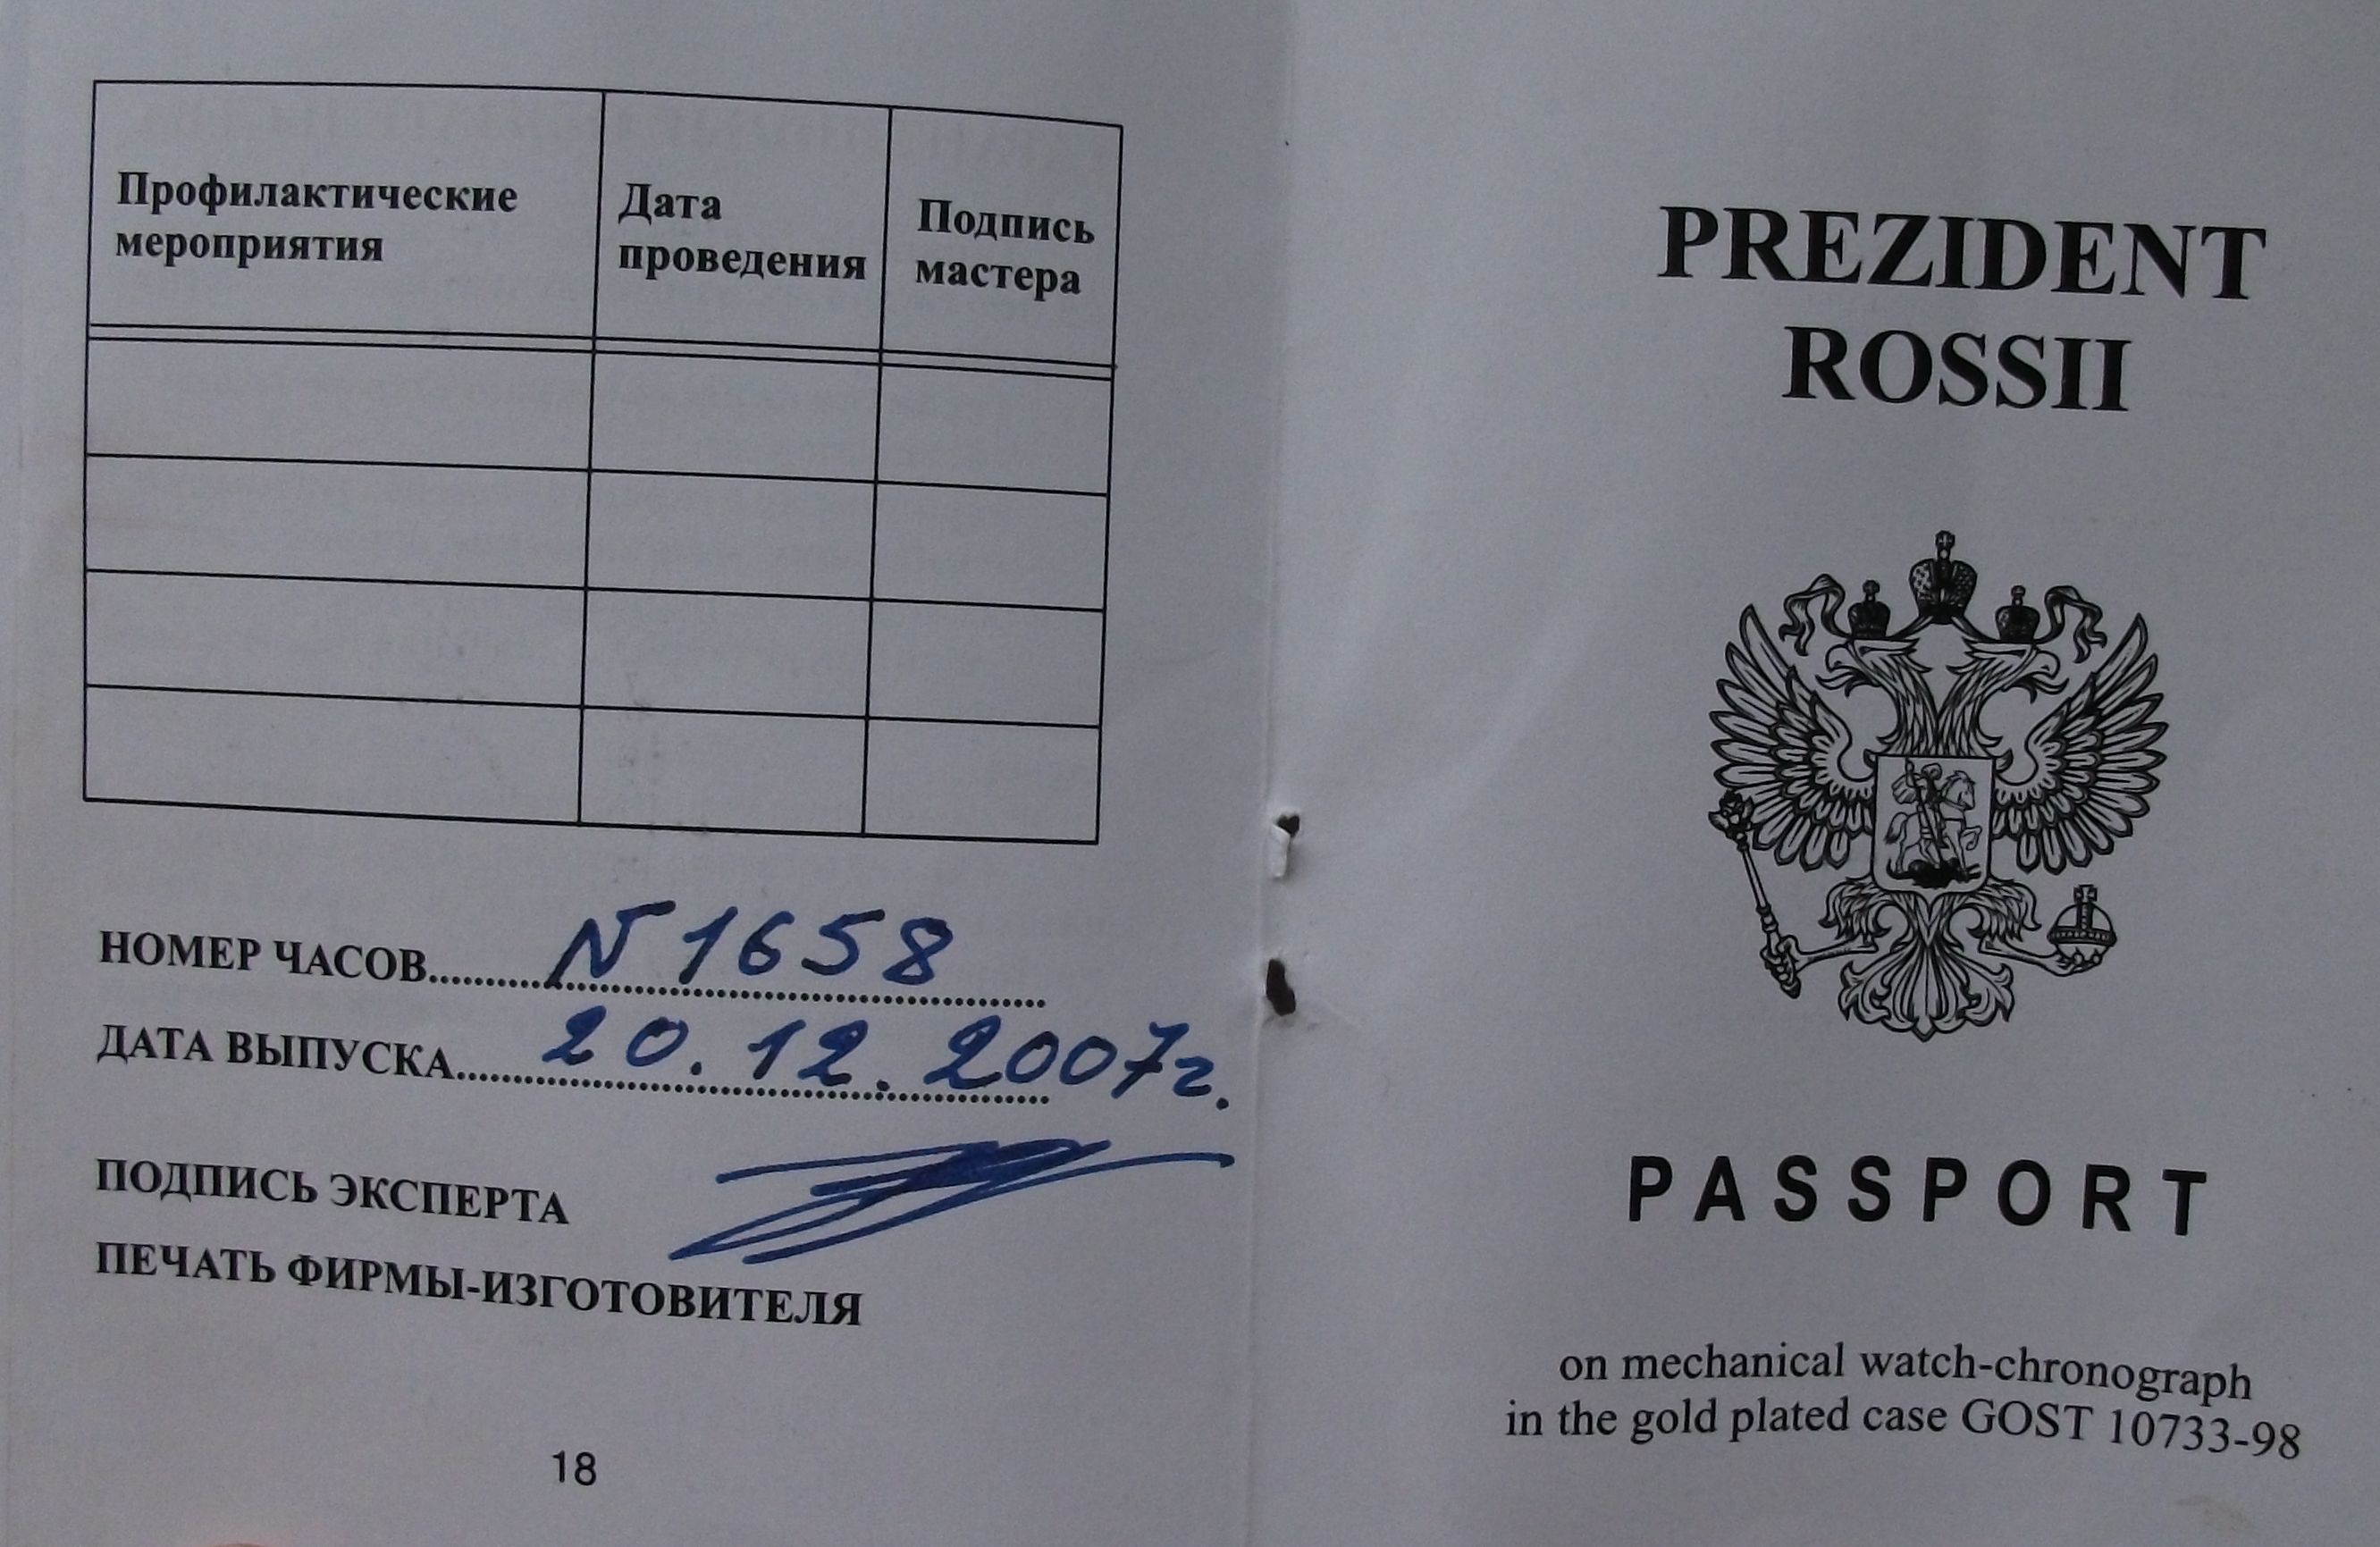 Профилактические
мероприятия
Дата
проведения
Подпись
мастера
НОМЕР ЧАСОВ.......... N 1658
ДАТА ВЫПУСКА.......... 20.12.2007г.
ПОДПИСЬ ЭКСПЕРТА
ПЕЧАТЬ ФИРМЫ-ИЗГОТОВИТЕЛЯ
18
PREZIDENT
ROSSII
PASSPORT
on mechanical watch-chronograph
in the gold plated case GOST 10733-98